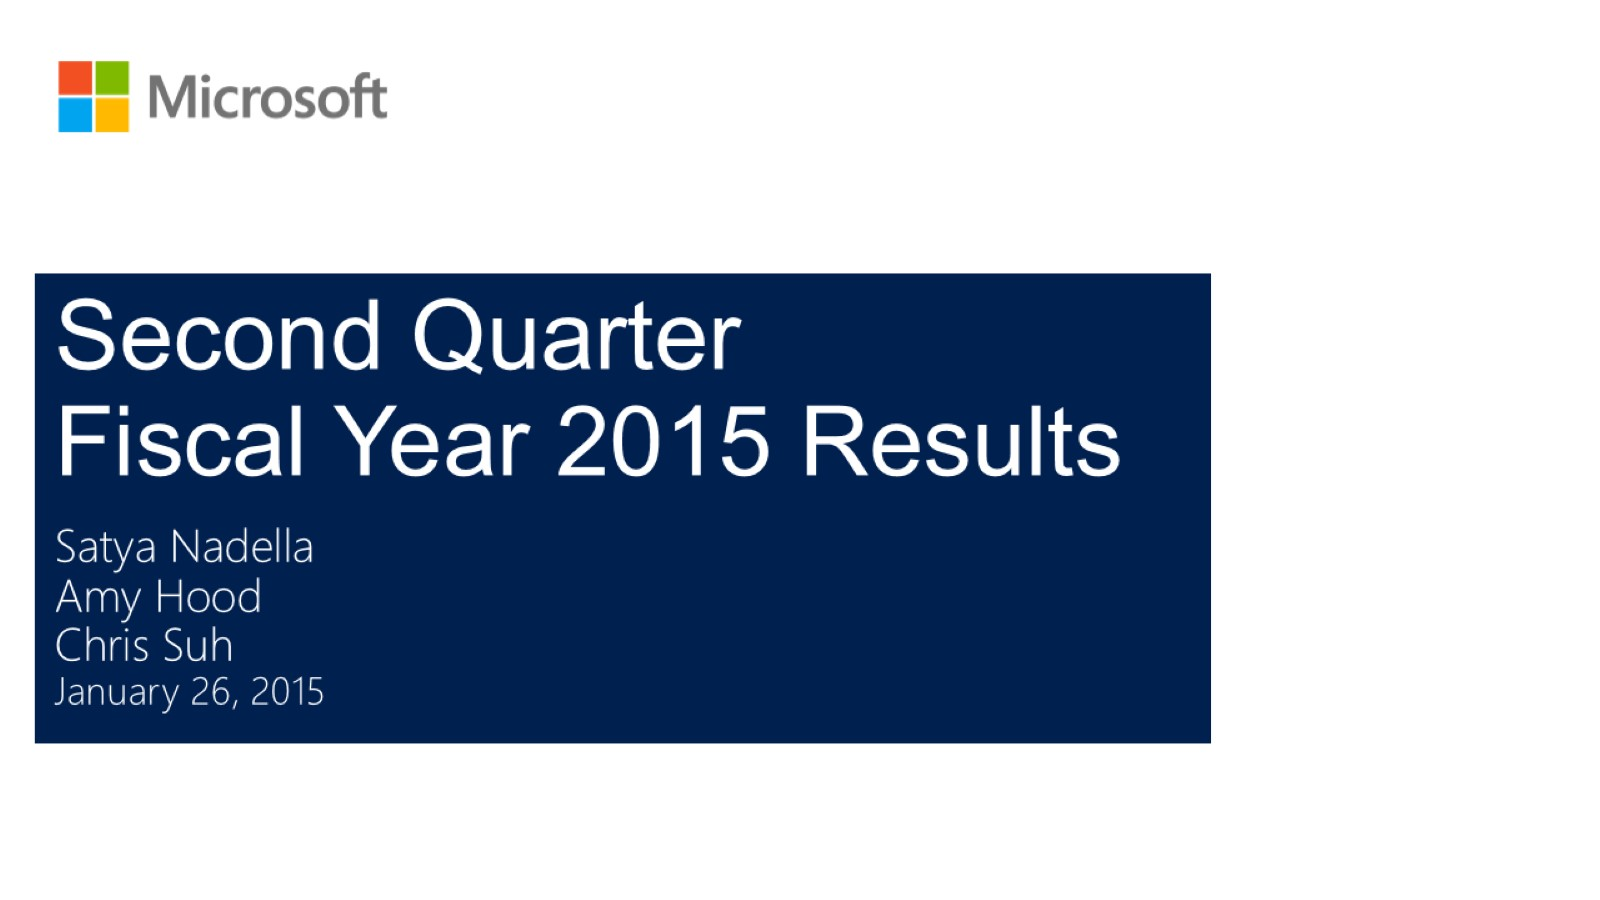 Microsoft
Second Quarter
Fiscal Year 2015 Results
Satya Nadella
Amy Hood
Chris Suh
January 26, 2015